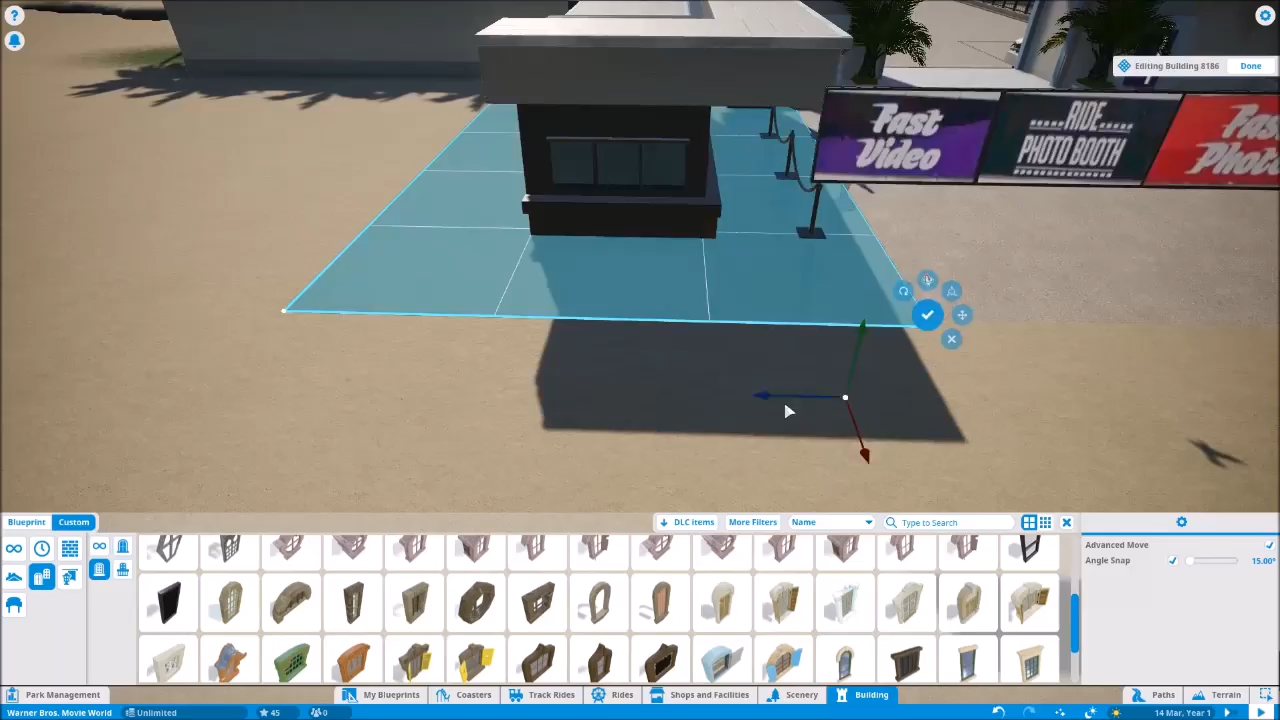 ?
Editing Building 8186 Done
Fast
Video
RIDE
PHOTO BOOTH
Fas
Phot
Blueprint Custom
DLC items More Filters Name Type to Search
Advanced Move
Angle Snap 15.00°
Park Management My Blueprints Coasters Track Rides Rides Shops and Facilities Scenery Building Paths Terrain
Warner Bros. Movie World Unlimited 45 0 14 Mar, Year 1